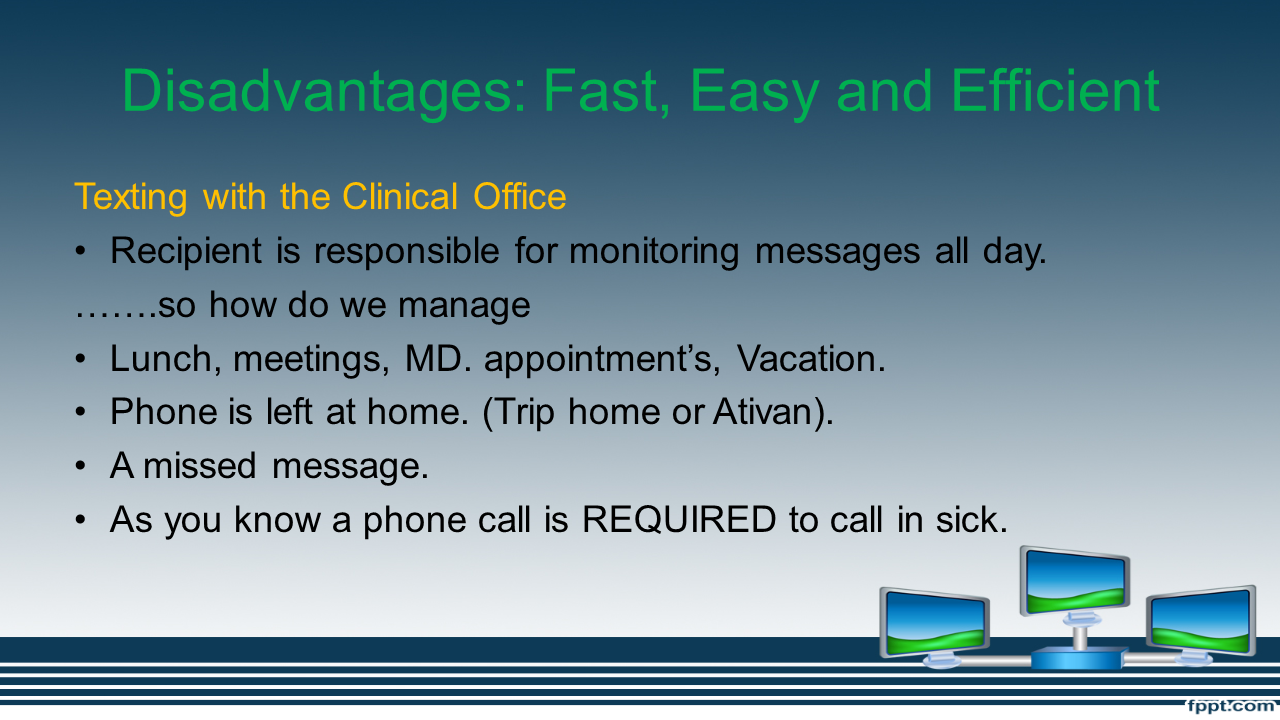 Disadvantages: Fast, Easy and Efficient
Texting with the Clinical Office
• Recipient is responsible for monitoring messages all day.
…….so how do we manage
• Lunch, meetings, MD. appointment’s, Vacation.
• Phone is left at home. (Trip home or Ativan).
• A missed message.
• As you know a phone call is REQUIRED to call in sick.
fppt.com